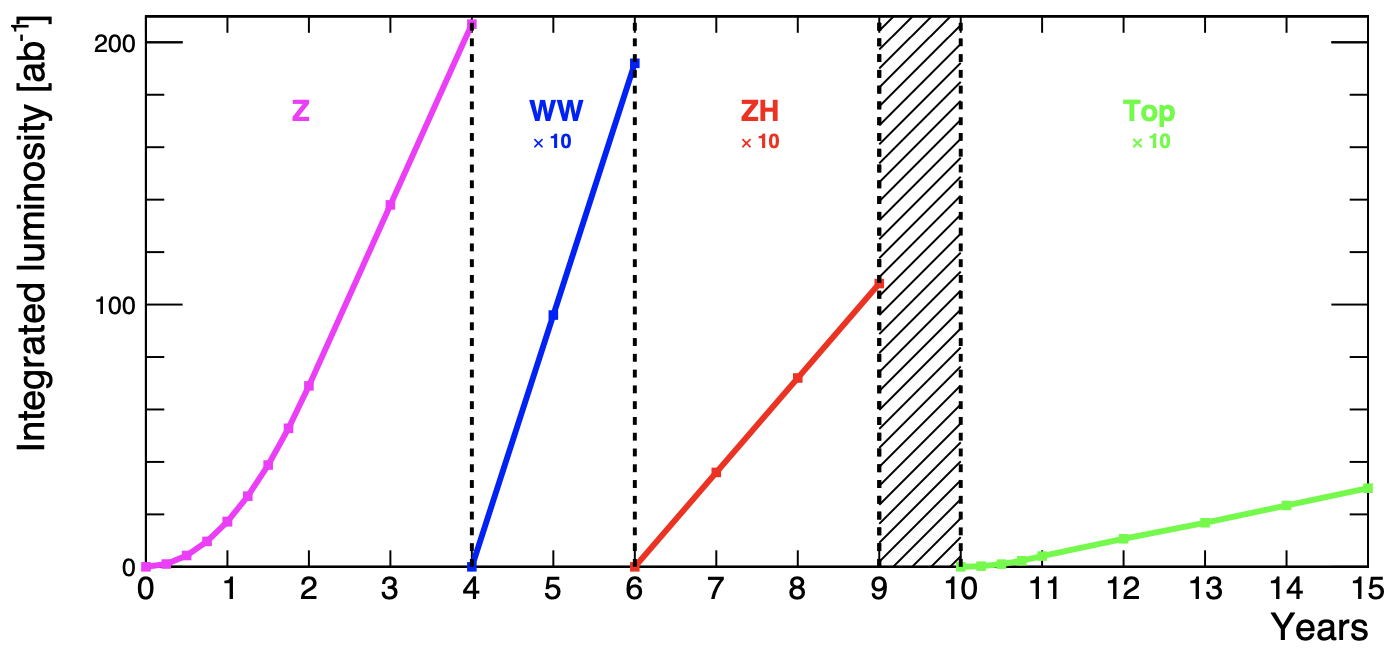 Integrated luminosity [ab⁻¹]
200
100
0
Z
WW
× 10
ZH
× 10
Top
× 10
0 1 2 3 4 5 6 7 8 9 10 11 12 13 14 15
Years